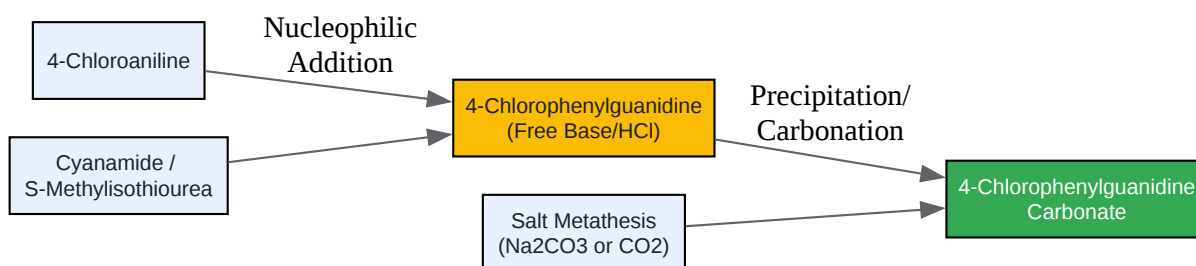 4-Chloroaniline
Nucleophilic
Addition
Cyanamide /
S-Methylisothiourea
4-Chlorophenylguanidine
(Free Base/HCl)
Precipitation/
Carbonation
Salt Metathesis
(Na2CO3 or CO2)
4-Chlorophenylguanidine
Carbonate